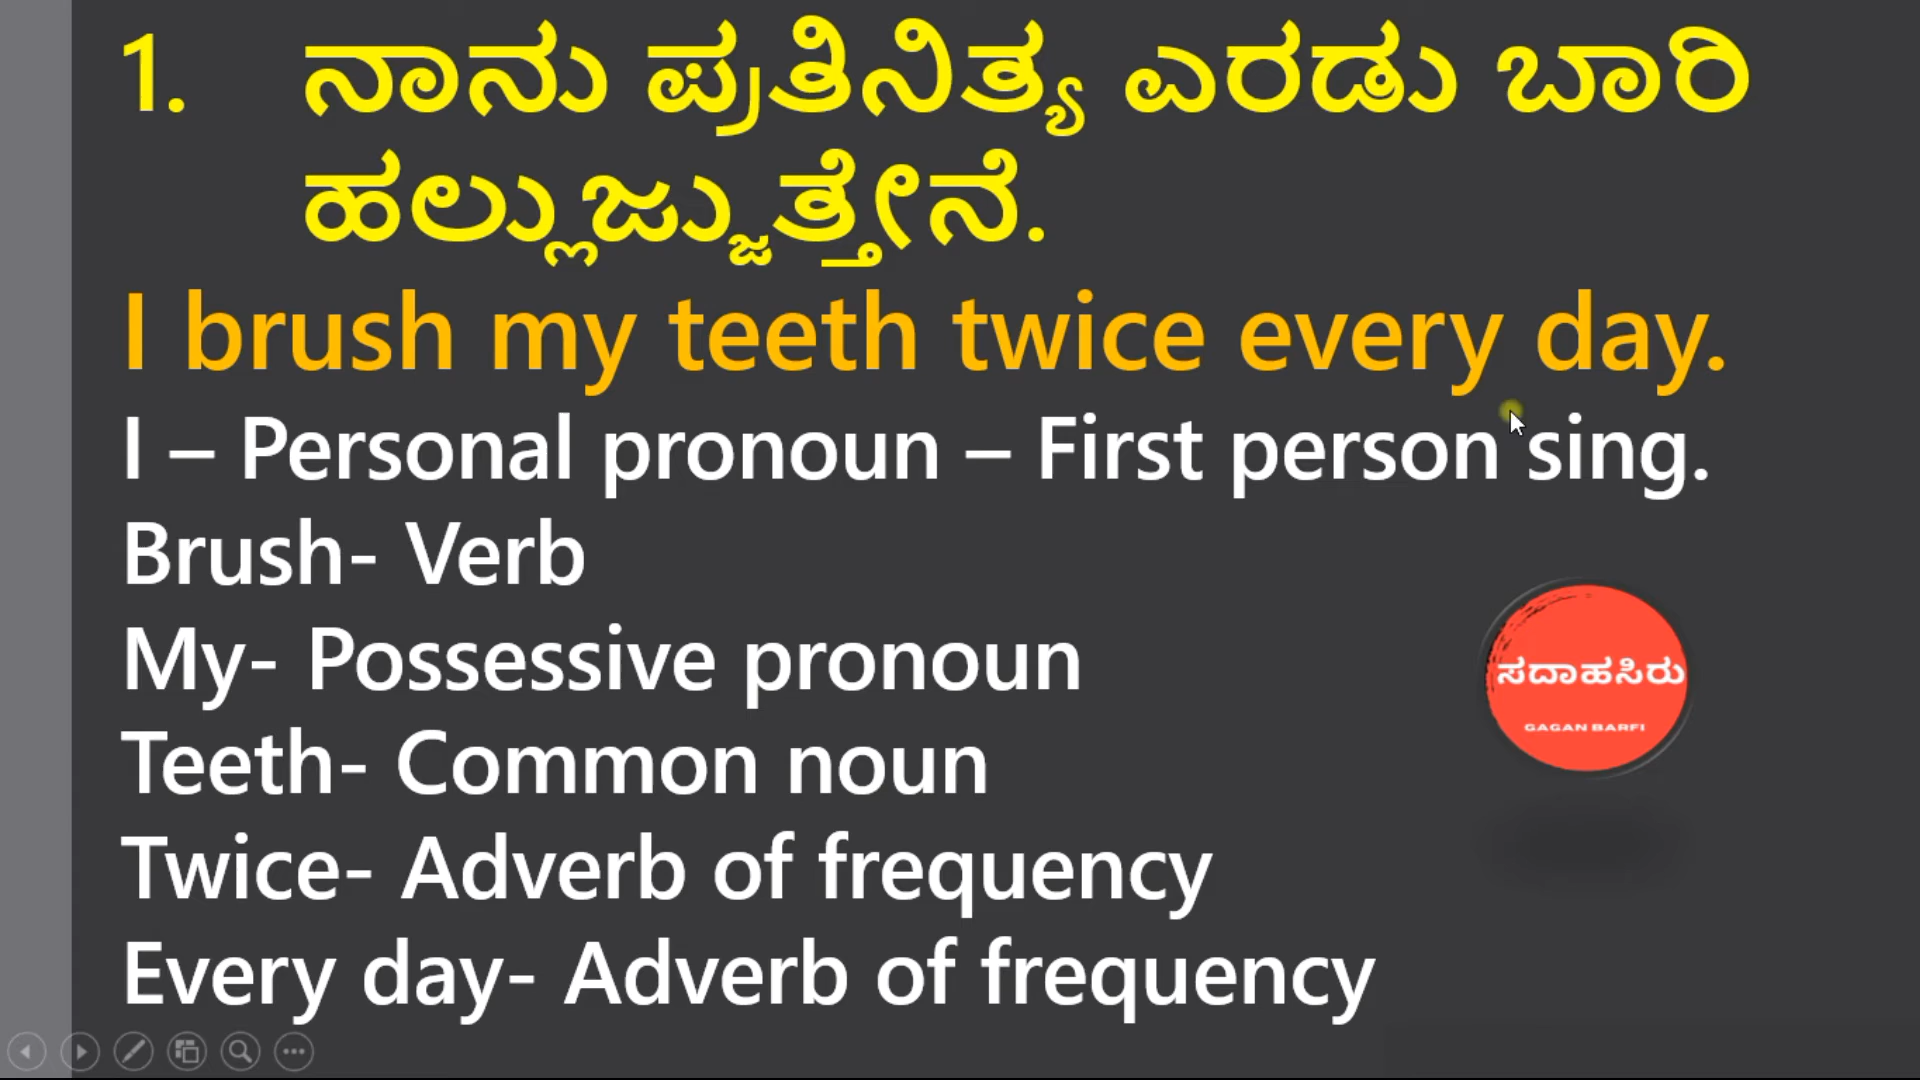 1. ನಾನು ಪ್ರತಿನಿತ್ಯ ಎರಡು ಬಾರಿ
ಹಲ್ಲುಜ್ಜುತ್ತೇನೆ.
I brush my teeth twice every day.
I – Personal pronoun – First person sing.
Brush- Verb
My- Possessive pronoun
Teeth- Common noun
Twice- Adverb of frequency
Every day- Adverb of frequency
ಸದಾಹಸಿರು
GAGAN BARFI